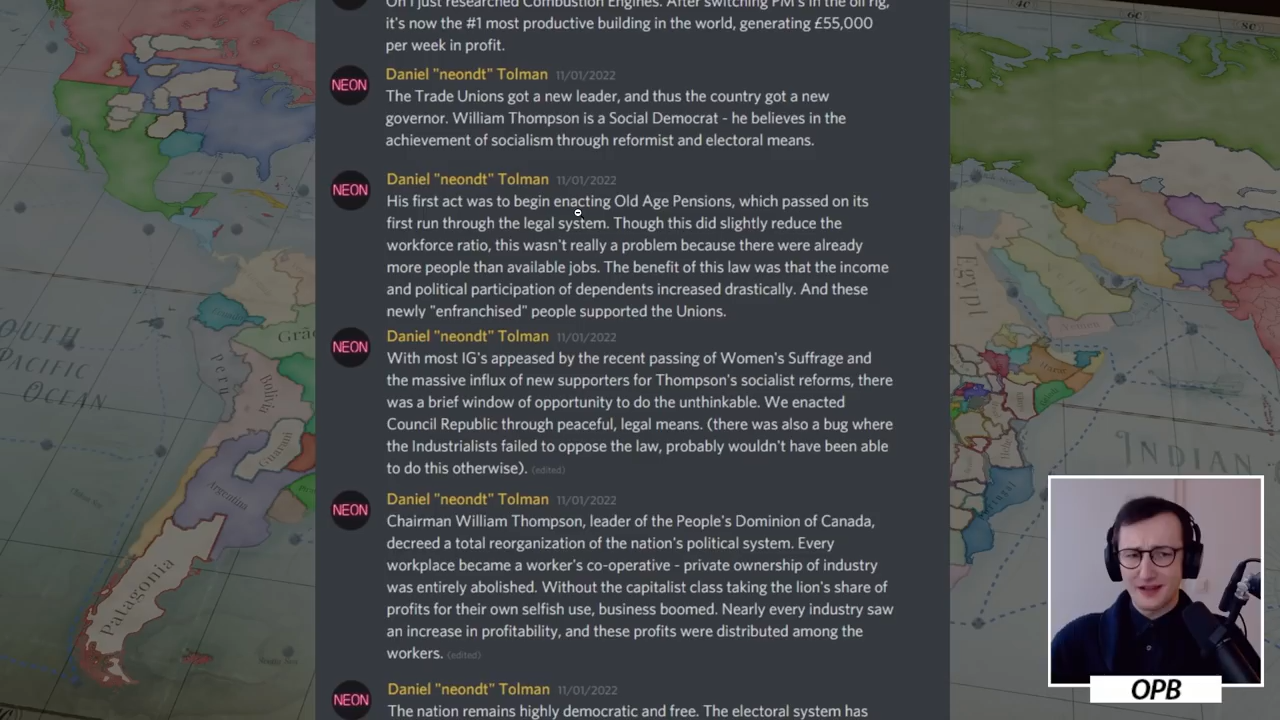 Oh I just researched Combustion Engines. After switching PM's in the oil rig,
it's now the #1 most productive building in the world, generating £55,000
per week in profit.
NEON
Daniel "neondt" Tolman 11/01/2022
The Trade Unions got a new leader, and thus the country got a new
governor. William Thompson is a Social Democrat - he believes in the
achievement of socialism through reformist and electoral means.
NEON
Daniel "neondt" Tolman 11/01/2022
His first act was to begin enacting Old Age Pensions, which passed on its
first run through the legal system. Though this did slightly reduce the
workforce ratio, this wasn't really a problem because there were already
more people than available jobs. The benefit of this law was that the income
and political participation of dependents increased drastically. And these
newly "enfranchised" people supported the Unions.
NEON
Daniel "neondt" Tolman 11/01/2022
With most IG's appeased by the recent passing of Women's Suffrage and
the massive influx of new supporters for Thompson's socialist reforms, there
was a brief window of opportunity to do the unthinkable. We enacted
Council Republic through peaceful, legal means. (there was also a bug where
the Industrialists failed to oppose the law, probably wouldn't have been able
to do this otherwise). (edited)
NEON
Daniel "neondt" Tolman 11/01/2022
Chairman William Thompson, leader of the People's Dominion of Canada,
decreed a total reorganization of the nation's political system. Every
workplace became a worker's co-operative - private ownership of industry
was entirely abolished. Without the capitalist class taking the lion's share of
profits for their own selfish use, business boomed. Nearly every industry saw
an increase in profitability, and these profits were distributed among the
workers. (edited)
NEON
Daniel "neondt" Tolman 11/01/2022
The nation remains highly democratic and free. The electoral system has
SOUTH
PACIFIC
OCEAN
Peru
Bolivia
Guarani
Argentina
Patagonia
Egypt
Yemen
INDIAN
OPB